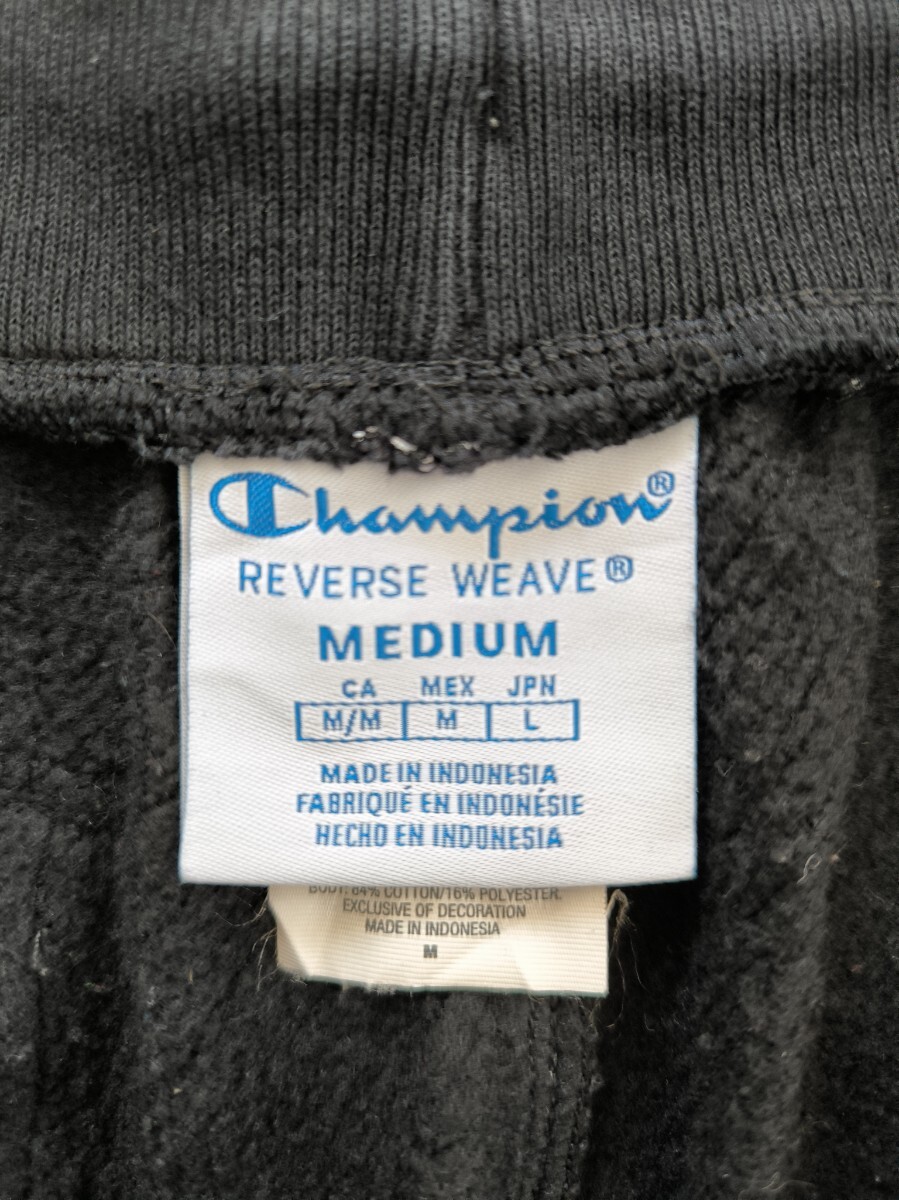 Champion®
REVERSE WEAVE®
MEDIUM
CA MEX JPN
M/M M L
MADE IN INDONESIA
FABRIQUÉ EN INDONÉSIE
HECHO EN INDONESIA
BODY: 84% COTTON/16% POLYESTER.
EXCLUSIVE OF DECORATION
MADE IN INDONESIA
M